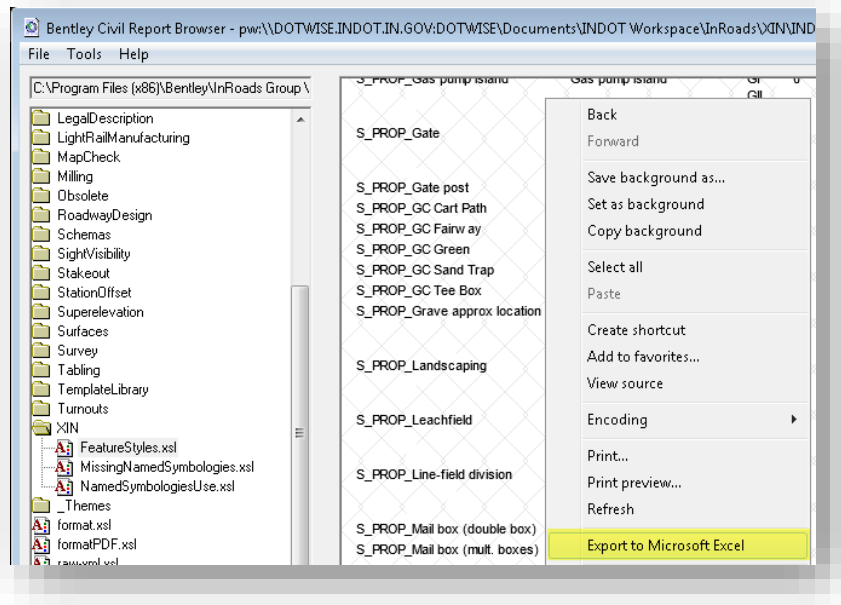 Bentley Civil Report Browser - pw:\\DOTWISE.INDOT.IN.GOV:DOTWISE\Documents\INDOT Workspace\InRoads\XIN\IND
File Tools Help
C:\Program Files (x86)\Bentley\InRoads Group \
LegalDescription
LightRailManufacturing
MapCheck
Milling
Obsolete
RoadwayDesign
Schemas
SightVisibility
Stakeout
StationOffset
Superelevation
Surfaces
Survey
Tabling
TemplateLibrary
Turnouts
XIN
FeatureStyles.xsl
MissingNamedSymbologies.xsl
NamedSymbologiesUse.xsl
_Themes
format.xsl
formatPDF.xsl
raw-xml.xsl
S_PROP_Gas pump island Gas pump island
S_PROP_Gate
S_PROP_Gate post
S_PROP_GC Cart Path
S_PROP_GC Fairway
S_PROP_GC Green
S_PROP_GC Sand Trap
S_PROP_GC Tee Box
S_PROP_Grave approx location
S_PROP_Landscaping
S_PROP_Leachfield
S_PROP_Line-field division
S_PROP_Mail box (double box)
S_PROP_Mail box (mult. boxes)
Back
Forward
Save background as...
Set as background
Copy background
Select all
Paste
Create shortcut
Add to favorites...
View source
Encoding
Print...
Print preview...
Refresh
Export to Microsoft Excel